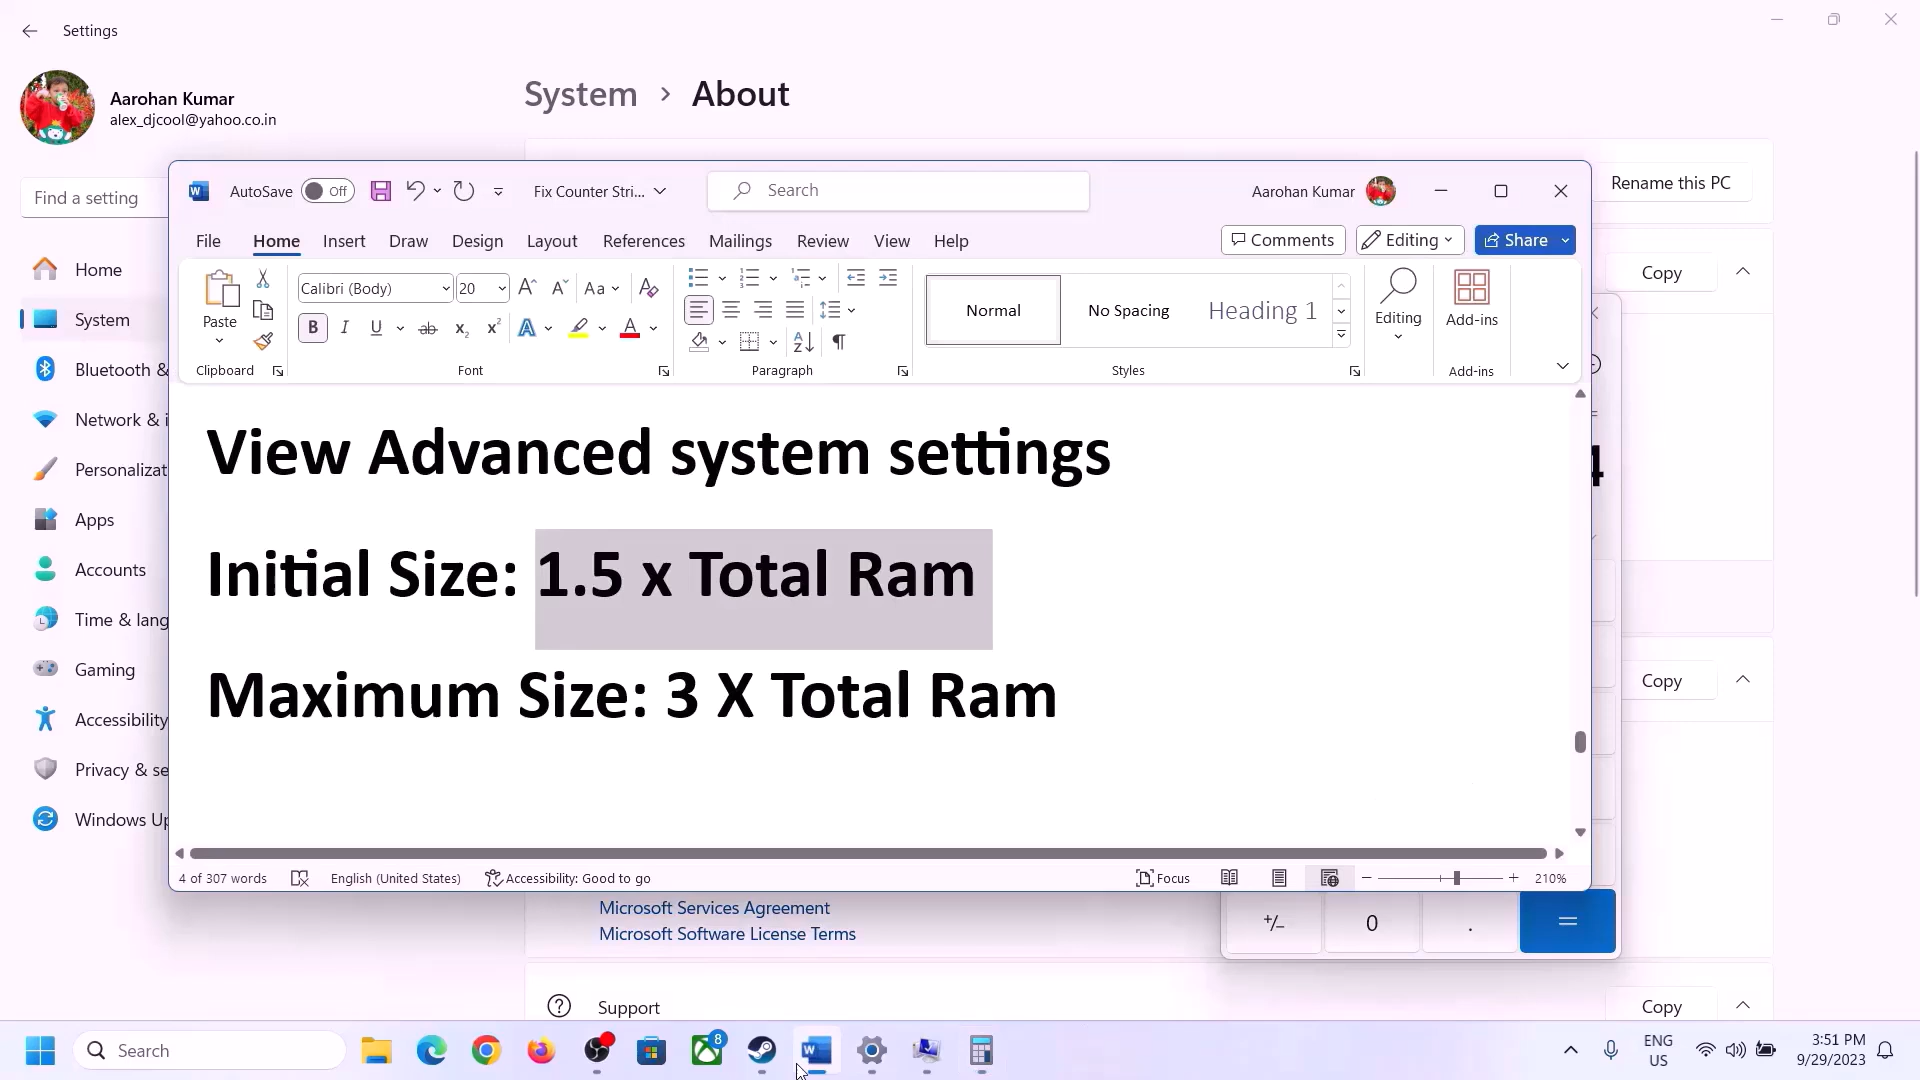 Settings
Aarohan Kumar
alex_djcool@yahoo.co.in
System > About
Find a setting
Rename this PC
Home
System
Bluetooth &
Network & i
Personalizat
Apps
Accounts
Time & lang
Gaming
Accessibility
Privacy & se
Windows Up
AutoSave Off Fix Counter Stri... Search Aarohan Kumar
File Home Insert Draw Design Layout References Mailings Review View Help Comments Editing Share
Paste Calibri (Body) 20 Aa Normal No Spacing Heading 1 Editing Add-ins
Clipboard Font Paragraph Styles Add-ins
View Advanced system settings
Initial Size: 1.5 x Total Ram
Maximum Size: 3 X Total Ram
4 of 307 words English (United States) Accessibility: Good to go Focus 210%
Copy
4
Copy
Microsoft Services Agreement
Microsoft Software License Terms
+/- 0 . =
Support
Copy
Search
8
ENG
US
3:51 PM
9/29/2023